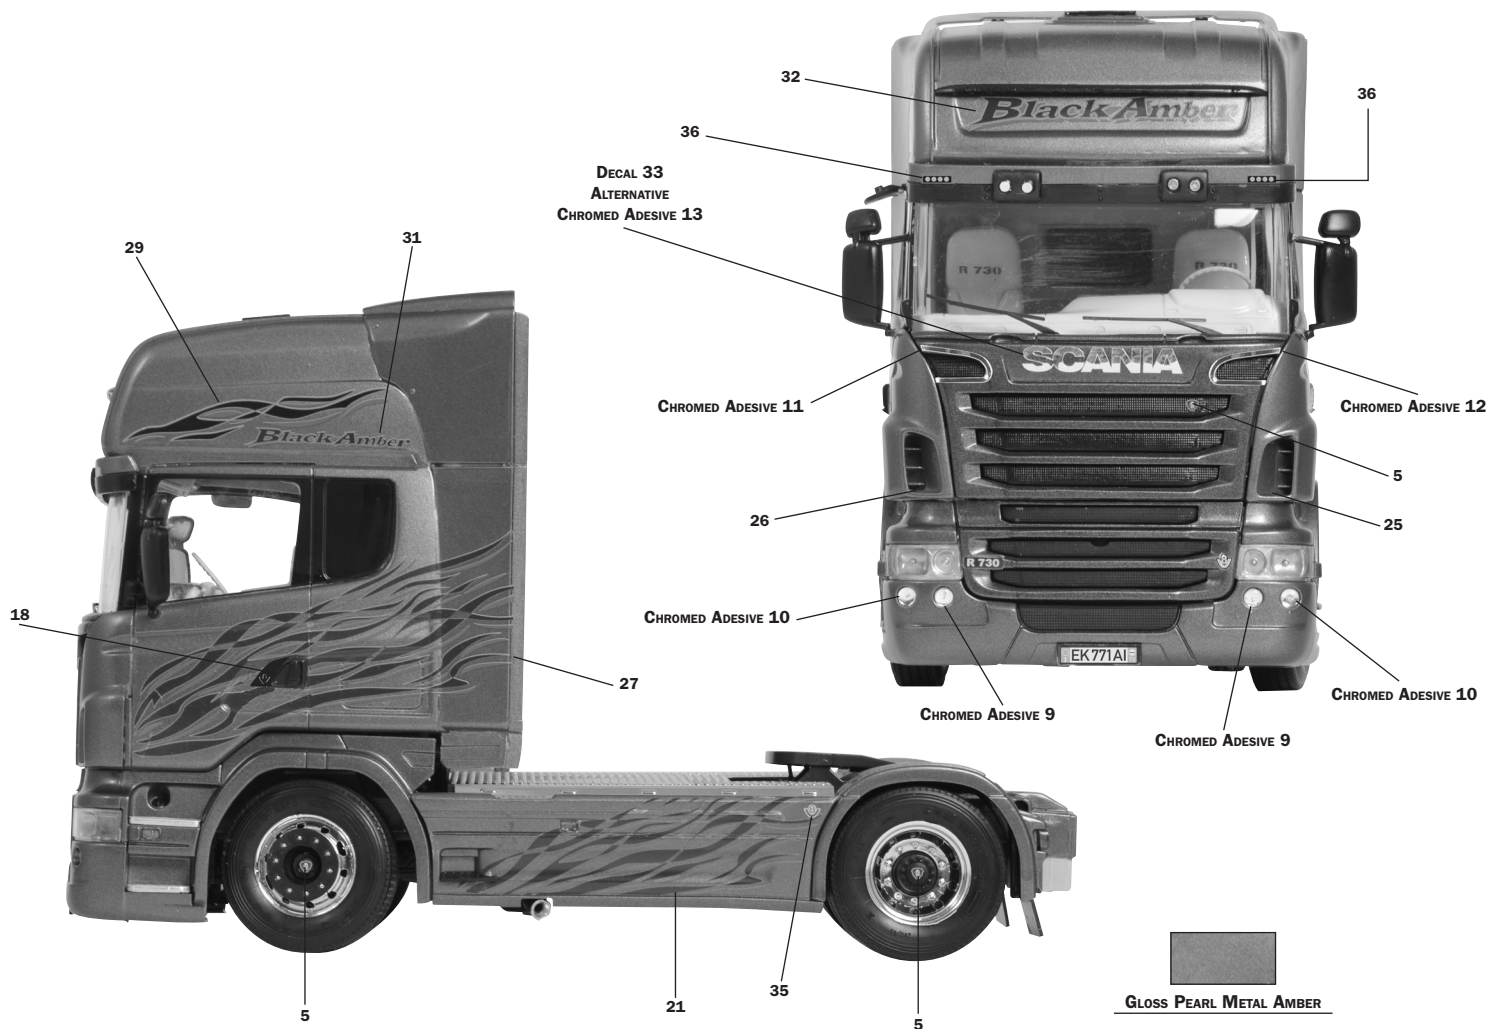 32
Black Amber
36
36
Decal 33
Alternative
Chromed Adesive 13
R 730
R 730
29
31
SCANIA
Chromed Adesive 11
Chromed Adesive 12
Black Amber
5
26
25
R 730
18
Chromed Adesive 10
EK 771AI
27
Chromed Adesive 9
Chromed Adesive 10
Chromed Adesive 9
35
21
5
5
Gloss Pearl Metal Amber